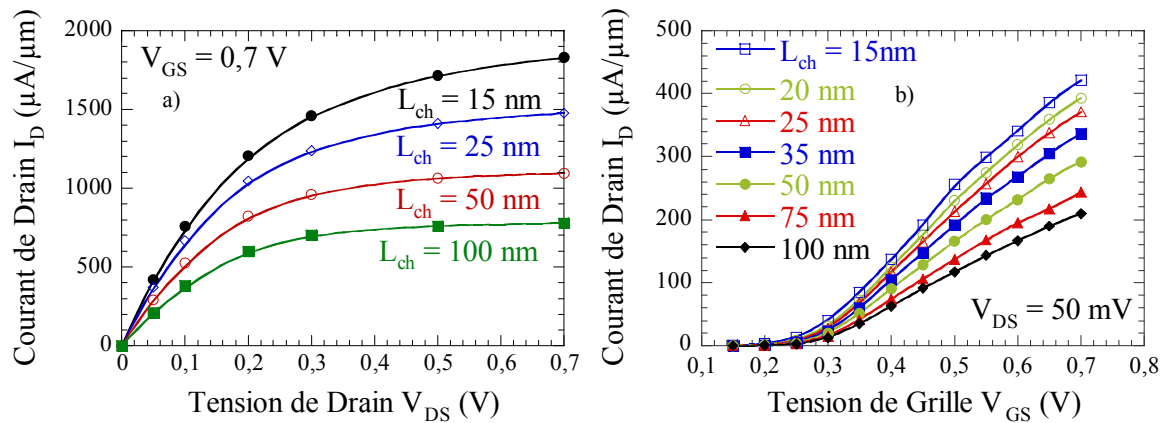 Courant de Drain I_D (µA/µm)
2000
1500
1000
500
0
V_GS = 0,7 V
a)
L_ch = 15 nm
L_ch = 25 nm
L_ch = 50 nm
L_ch = 100 nm
0 0,1 0,2 0,3 0,4 0,5 0,6 0,7
Tension de Drain V_DS (V)
Courant de Drain I_D (µA/µm)
500
400
300
200
100
0
L_ch = 15nm
20 nm
25 nm
35 nm
50 nm
75 nm
100 nm
b)
V_DS = 50 mV
0,1 0,2 0,3 0,4 0,5 0,6 0,7 0,8
Tension de Grille V_GS (V)